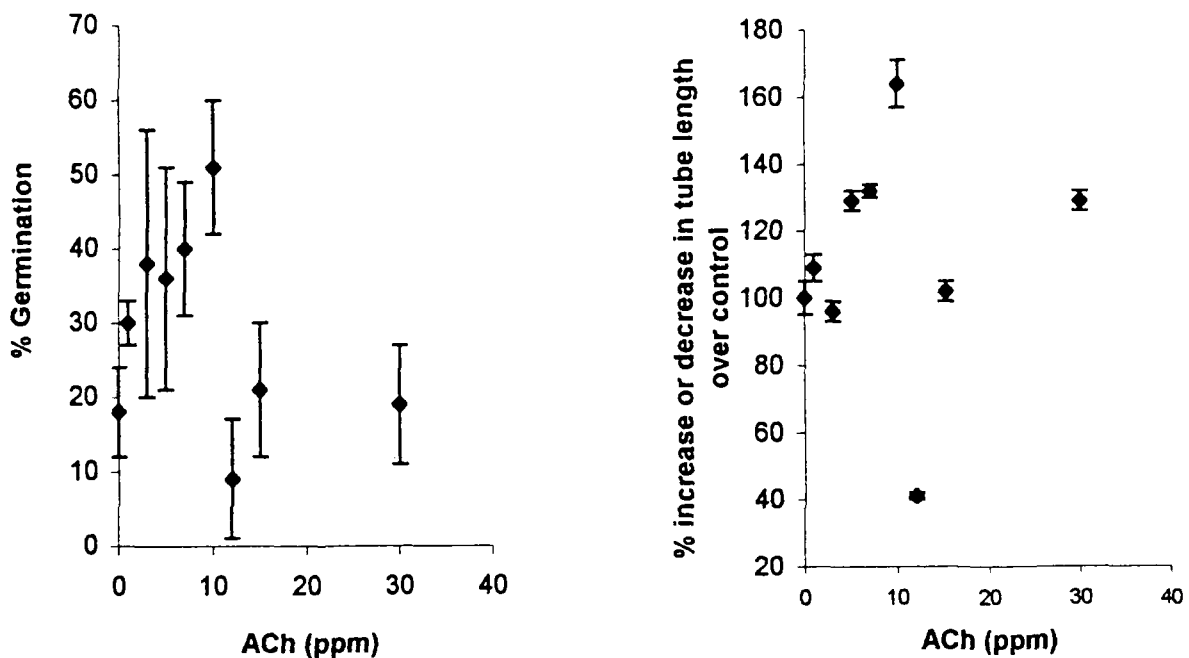 % Germination
70
60
50
40
30
20
10
0
0 10 20 30 40
ACh (ppm)
% increase or decrease in tube length
over control
180
160
140
120
100
80
60
40
20
0 10 20 30 40
ACh (ppm)